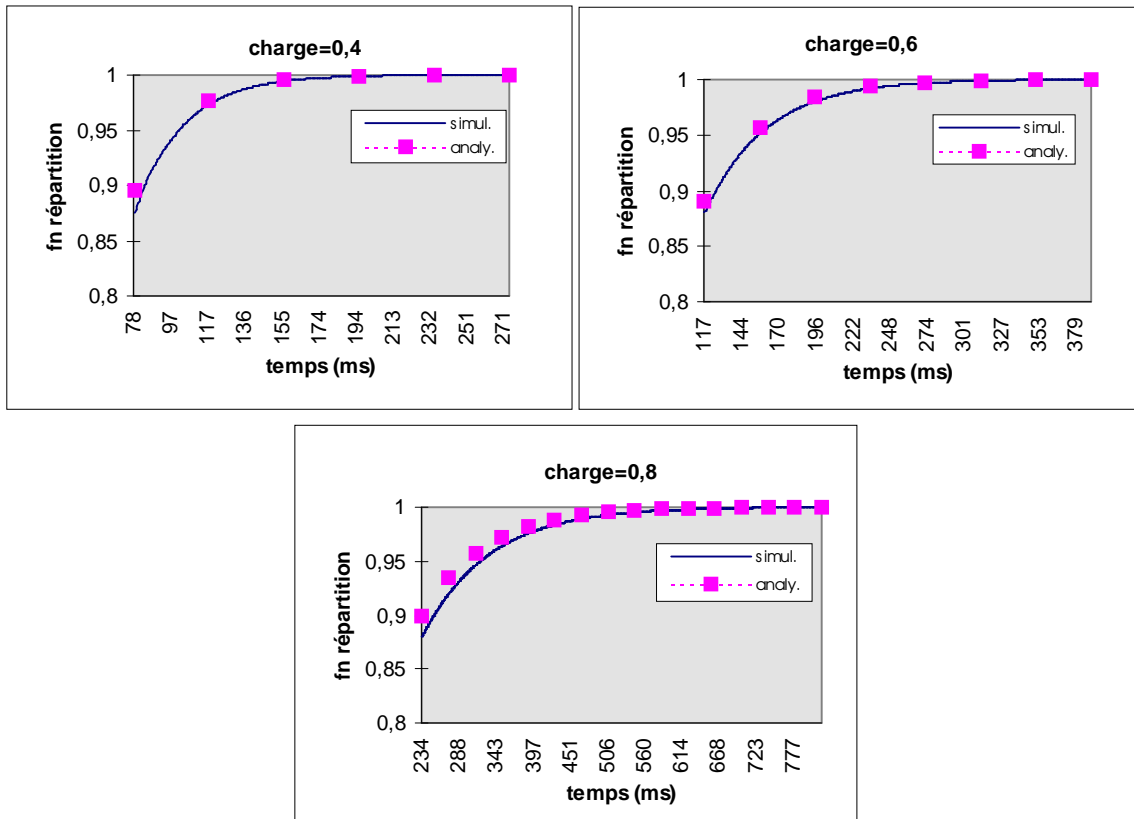 charge=0,4
1
0,95
0,9
0,85
0,8
fn répartition
simul.
analy.
78 97 117 136 155 174 194 213 232 251 271
temps (ms)
charge=0,6
1
0,95
0,9
0,85
0,8
fn répartition
simul.
analy.
117 144 170 196 222 248 274 301 327 353 379
temps (ms)
charge=0,8
1
0,95
0,9
0,85
0,8
fn répartition
simul.
analy.
234 288 343 397 451 506 560 614 668 723 777
temps (ms)